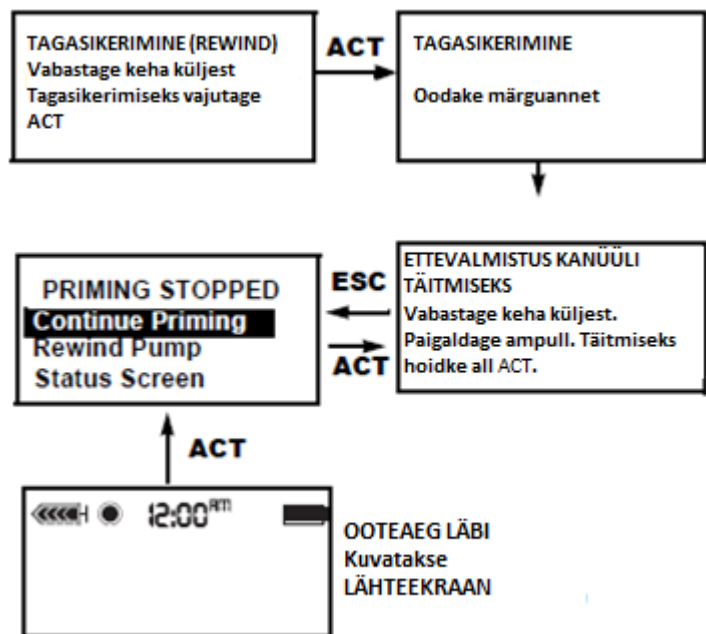 TAGASIKERIMINE (REWIND)
Vabastage keha küljest
Tagasikerimiseks vajutage
ACT
ACT
TAGASIKERIMINE
Oodake märguannet
ETTEVALMISTUS KANÜÜLI
TÄITMISEKS
Vabastage keha küljest.
Paigaldage ampull. Täitmiseks
hoidke all ACT.
ESC
ACT
PRIMING STOPPED
Continue Priming
Rewind Pump
Status Screen
ACT
12:00 AM
OOTEAEG LÄBI
Kuvatakse
LÄHTEEKRAAN